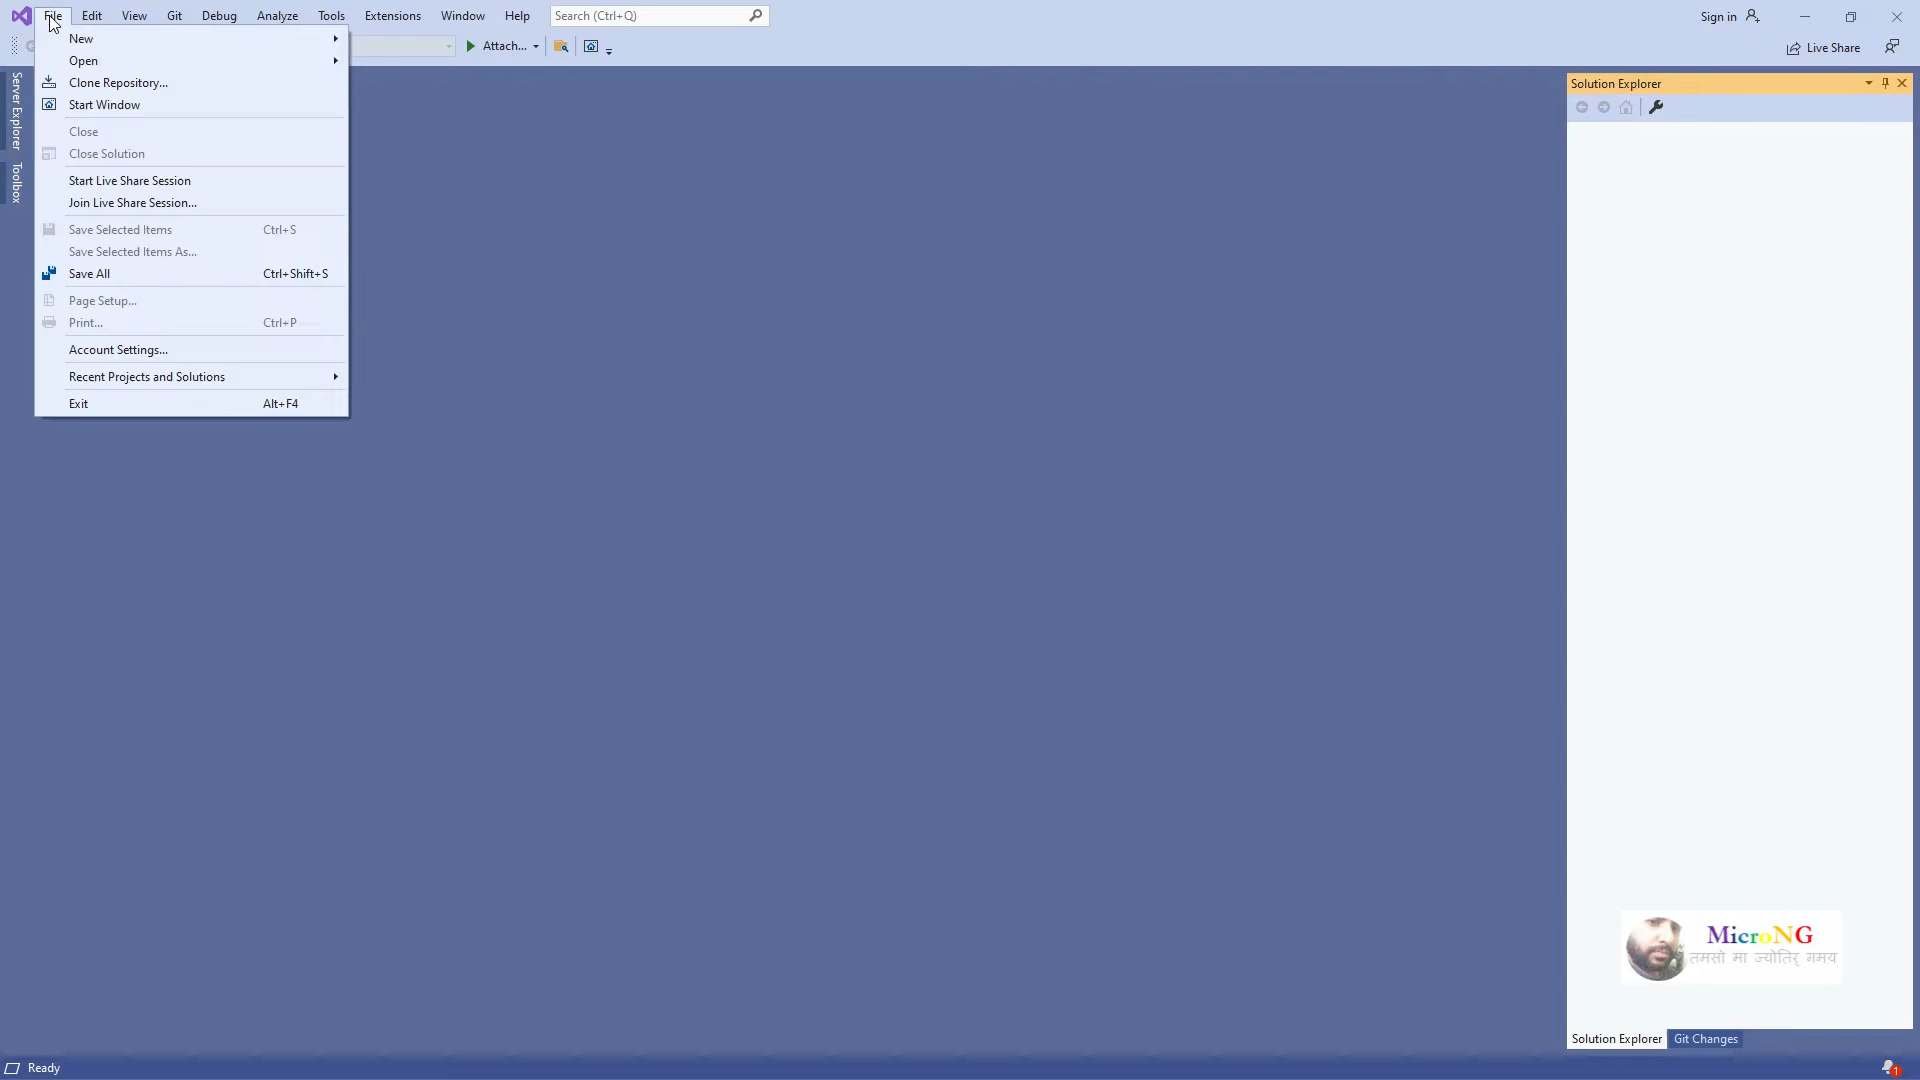 File Edit View Git Debug Analyze Tools Extensions Window Help Search (Ctrl+Q) Sign in
Attach... Live Share
New
Open
Clone Repository...
Start Window
Close
Close Solution
Start Live Share Session
Join Live Share Session...
Save Selected Items Ctrl+S
Save Selected Items As...
Save All Ctrl+Shift+S
Page Setup...
Print... Ctrl+P
Account Settings...
Recent Projects and Solutions
Exit Alt+F4
Server Explorer
Toolbox
Solution Explorer
MicroNG
तमसो मा ज्योतिर् गमय
Solution Explorer Git Changes
Ready 1